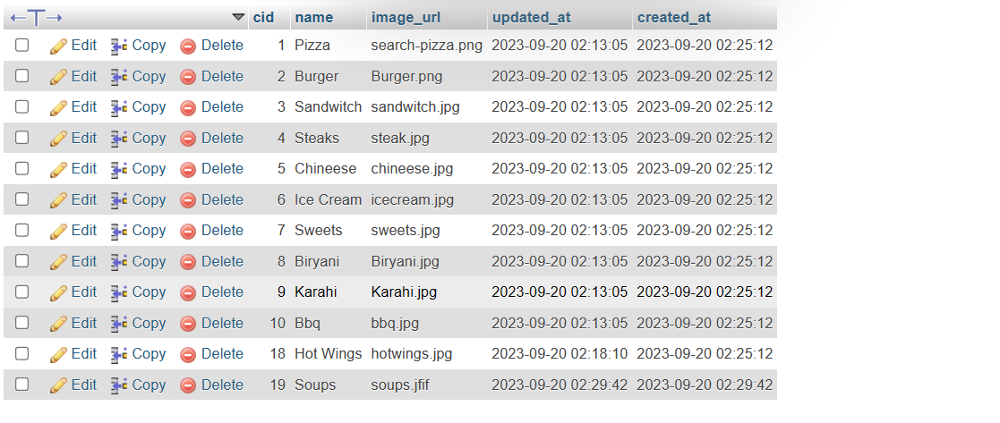 cid name image_url updated_at created_at
Edit Copy Delete 1 Pizza search-pizza.png 2023-09-20 02:13:05 2023-09-20 02:25:12
Edit Copy Delete 2 Burger Burger.png 2023-09-20 02:13:05 2023-09-20 02:25:12
Edit Copy Delete 3 Sandwitch sandwitch.jpg 2023-09-20 02:13:05 2023-09-20 02:25:12
Edit Copy Delete 4 Steaks steak.jpg 2023-09-20 02:13:05 2023-09-20 02:25:12
Edit Copy Delete 5 Chineese chineese.jpg 2023-09-20 02:13:05 2023-09-20 02:25:12
Edit Copy Delete 6 Ice Cream icecream.jpg 2023-09-20 02:13:05 2023-09-20 02:25:12
Edit Copy Delete 7 Sweets sweets.jpg 2023-09-20 02:13:05 2023-09-20 02:25:12
Edit Copy Delete 8 Biryani Biryani.jpg 2023-09-20 02:13:05 2023-09-20 02:25:12
Edit Copy Delete 9 Karahi Karahi.jpg 2023-09-20 02:13:05 2023-09-20 02:25:12
Edit Copy Delete 10 Bbq bbq.jpg 2023-09-20 02:13:05 2023-09-20 02:25:12
Edit Copy Delete 18 Hot Wings hotwings.jpg 2023-09-20 02:18:10 2023-09-20 02:25:12
Edit Copy Delete 19 Soups soups.jfif 2023-09-20 02:29:42 2023-09-20 02:29:42